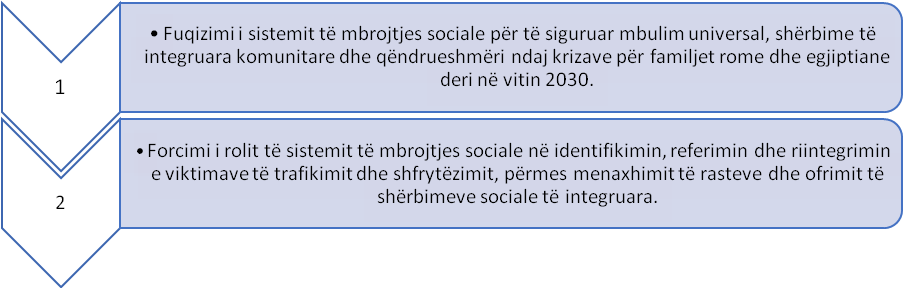 1
• Fuqizimi i sistemit të mbrojtjes sociale për të siguruar mbulim universal, shërbime të
integruara komunitare dhe qëndrueshmëri ndaj krizave për familjet rome dhe egjiptiane
deri në vitin 2030.
2
• Forcimi i rolit të sistemit të mbrojtjes sociale në identifikimin, referimin dhe riintegrimin
e viktimave të trafikimit dhe shfrytëzimit, përmes menaxhimit të rasteve dhe ofrimit të
shërbimeve sociale të integruara.